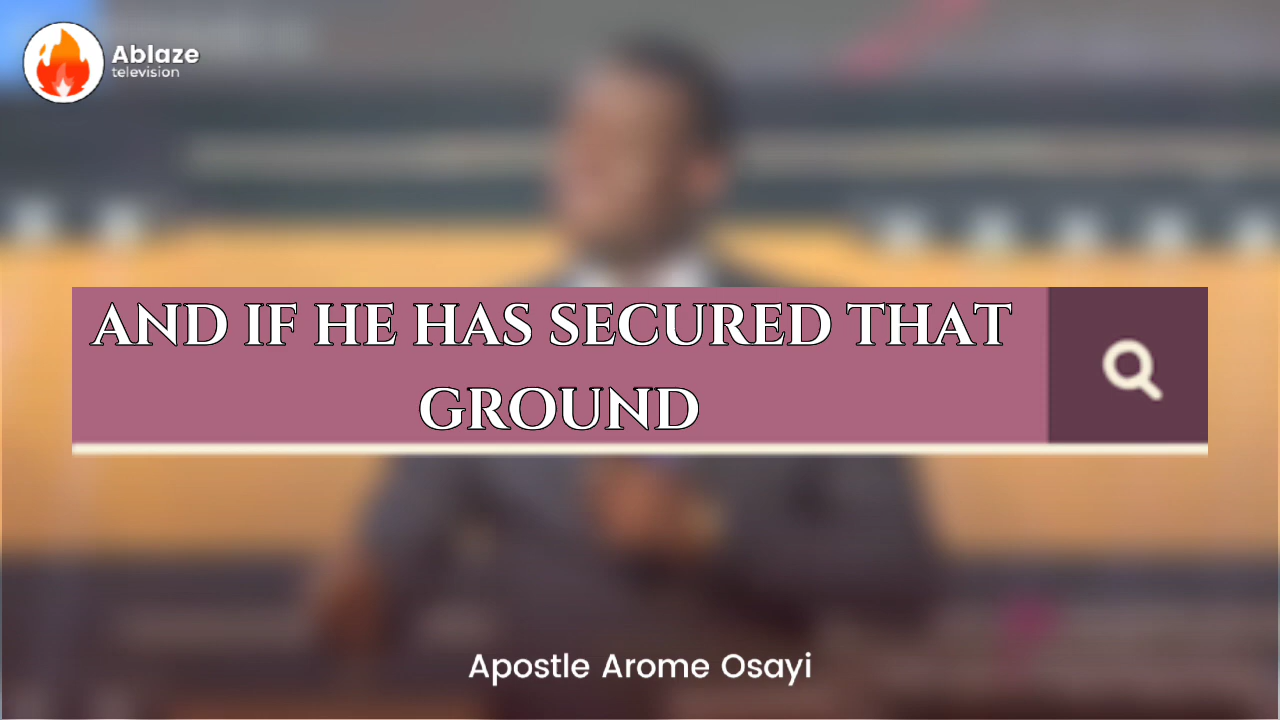 Ablaze
television
AND IF HE HAS SECURED THAT
GROUND
Apostle Arome Osayi